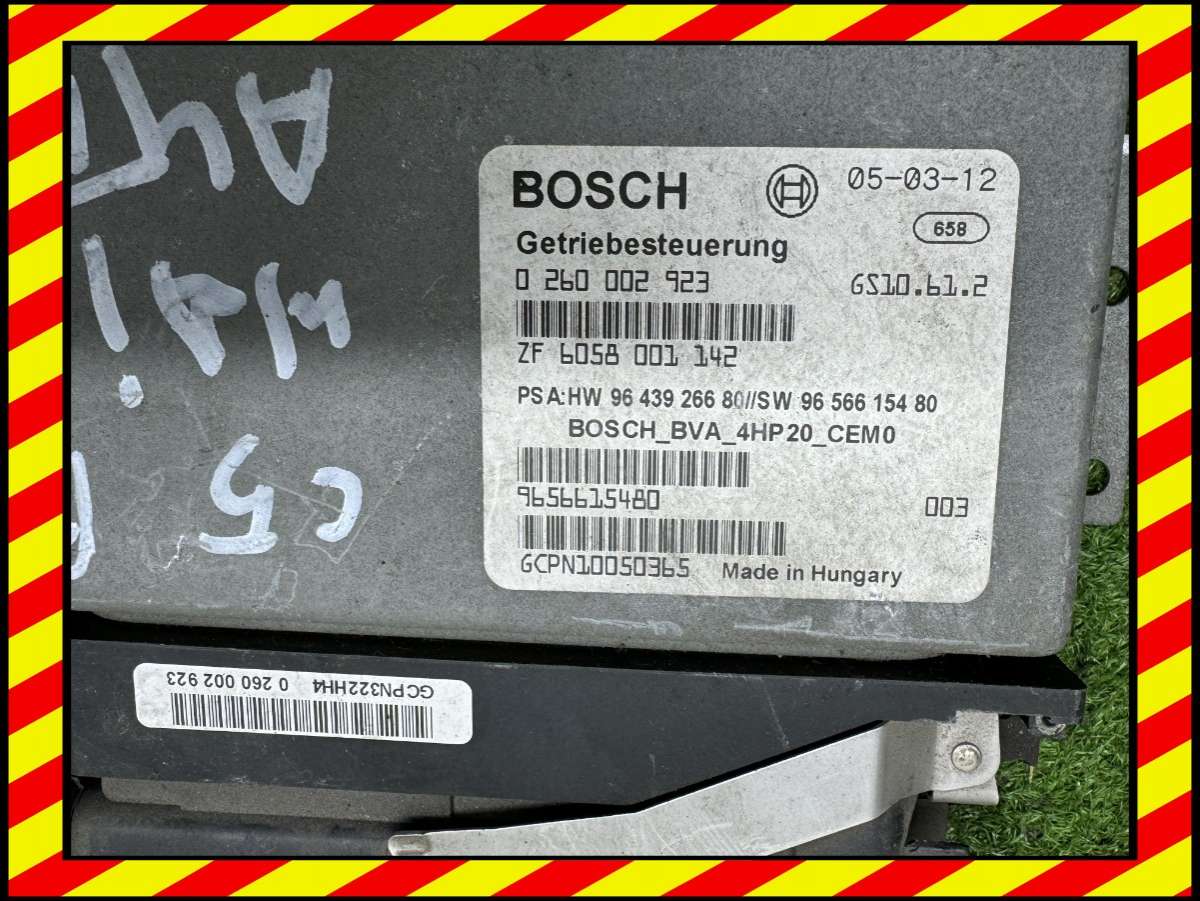 BOSCH
05-03-12
658
Getriebesteuerung
0 260 002 923
GS10.61.2
ZF 6058 001 142
PSA:HW 96 439 266 80//SW 96 566 154 80
BOSCH_BVA_4HP20_CEM0
9656615480
003
GCPN10050365
Made in Hungary
GCPN322HH4 0 260 002 923
C5